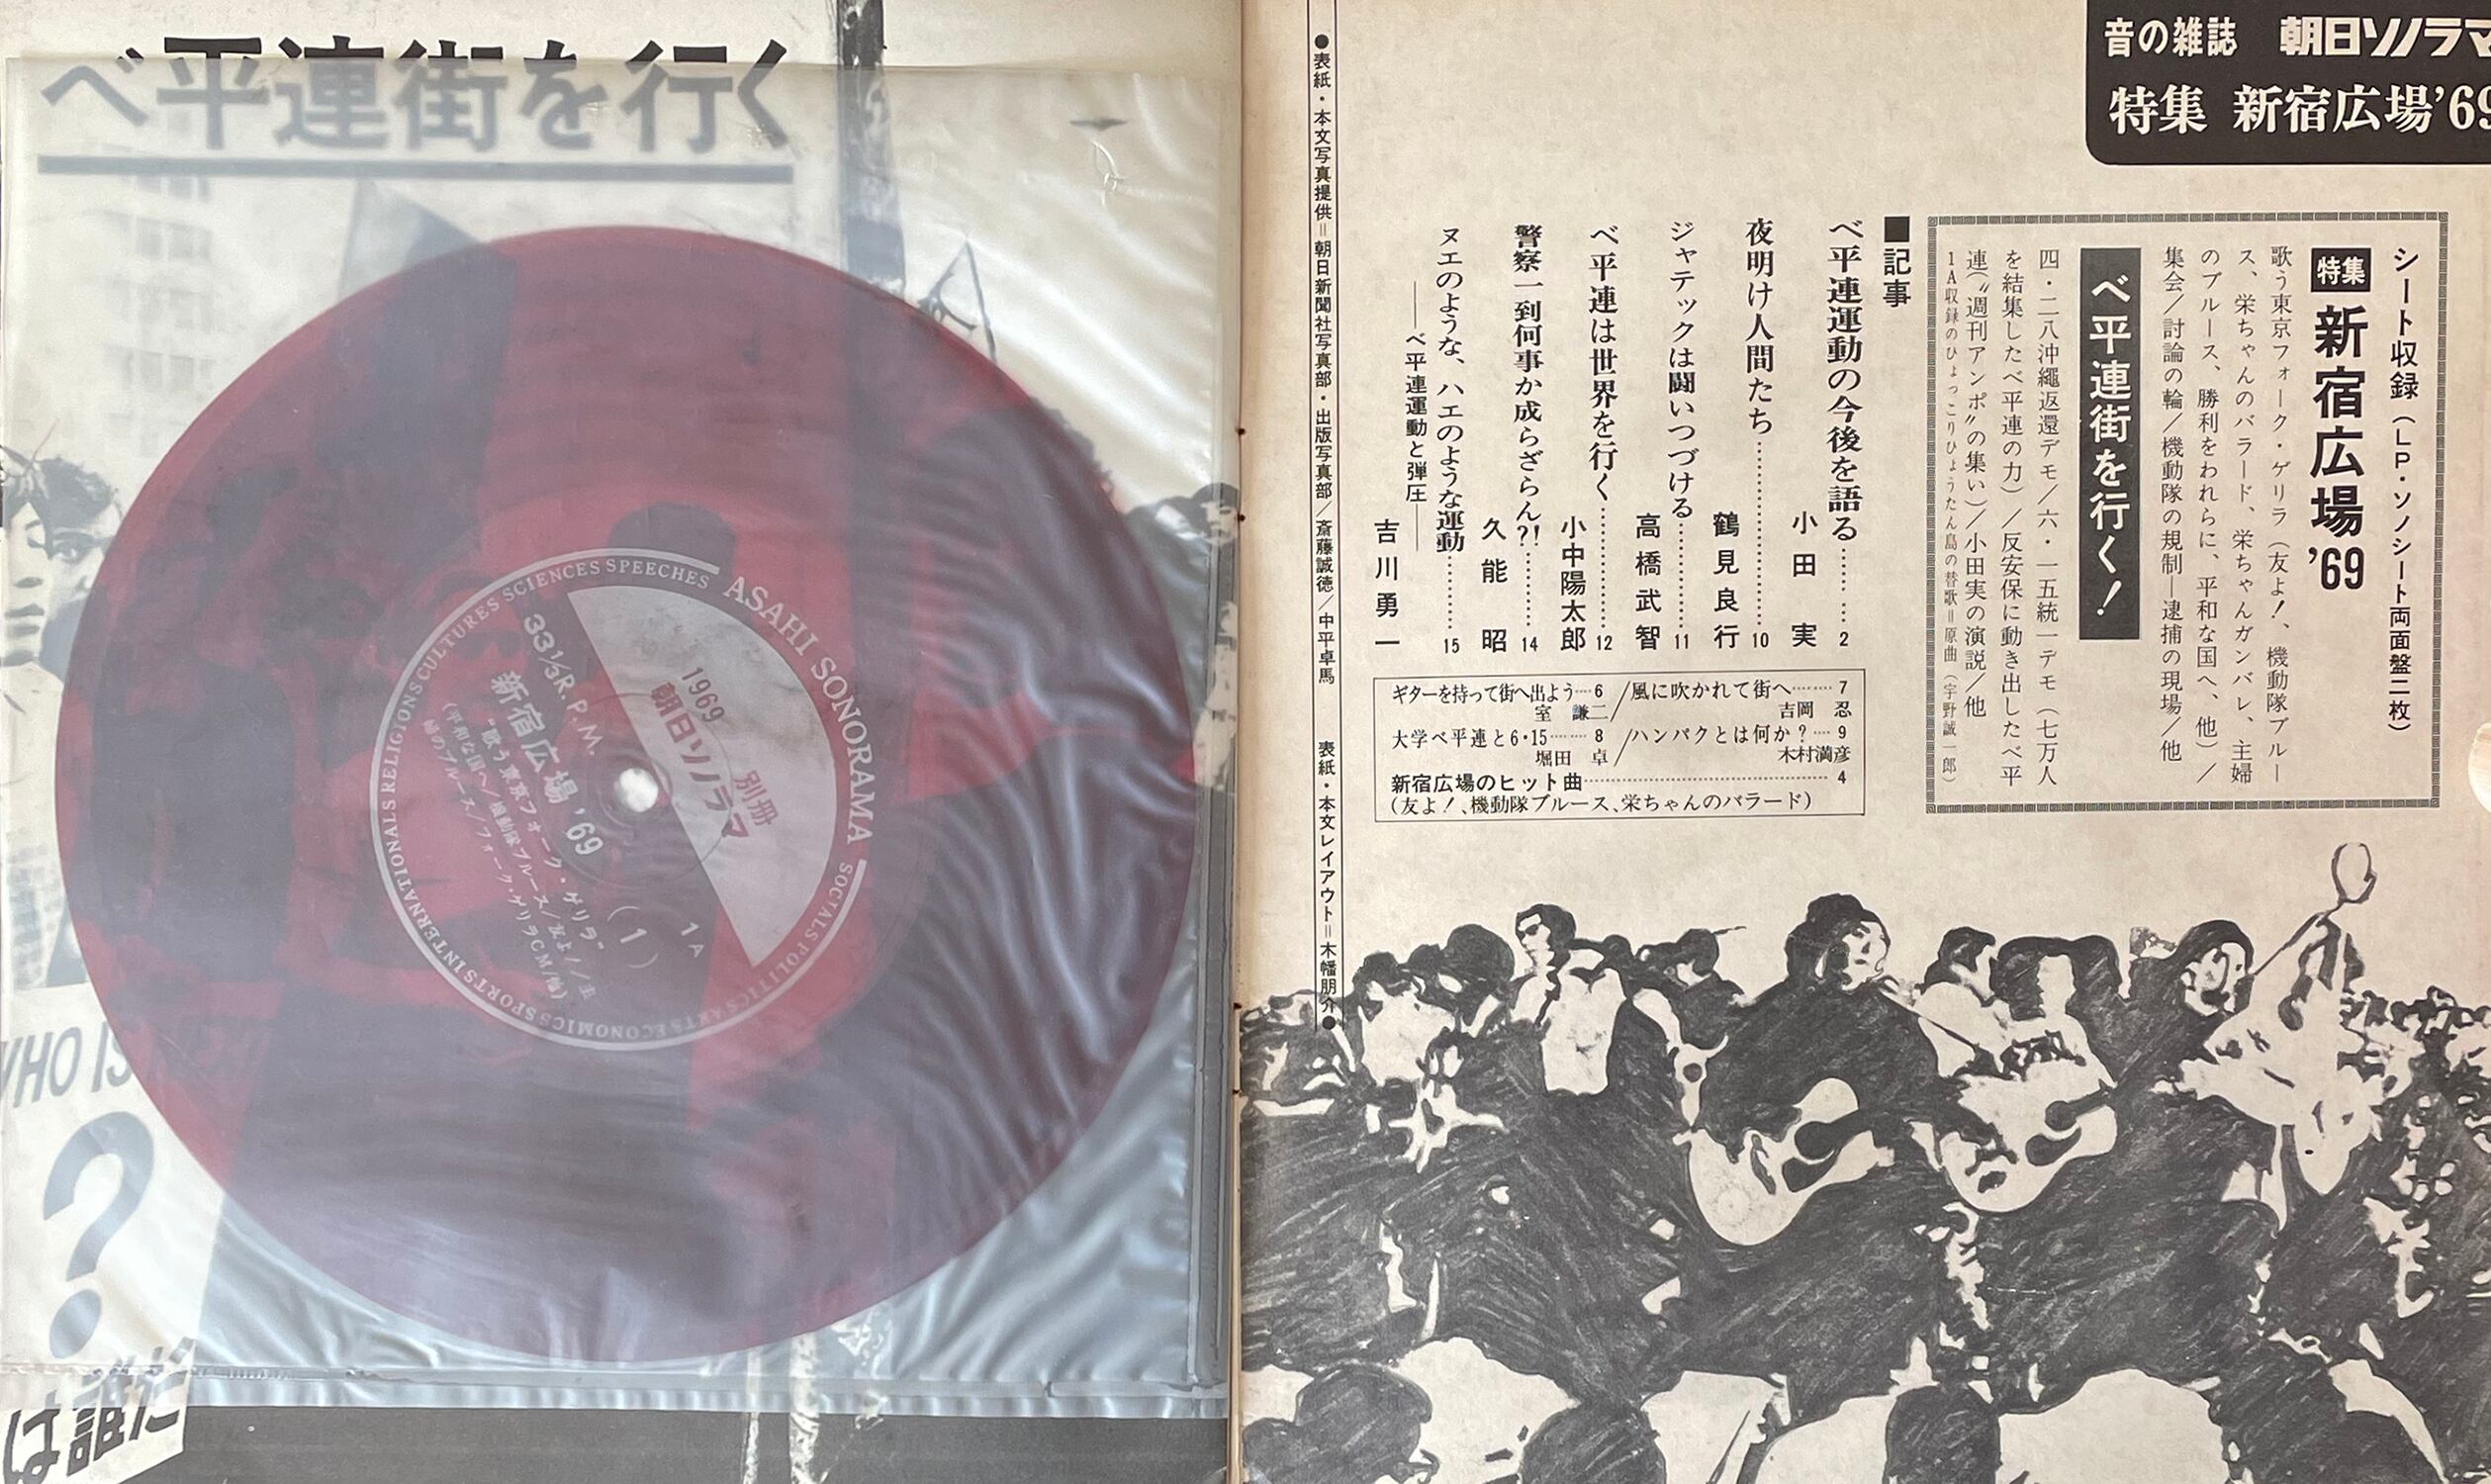 ベ平連街を行く
ASAHI SONORAMA
SOCIALS POLITICS ARTS ECONOMICS SPORTS INTERNATIONALS RELIGIONS CULTURES SCIENCES SPEECHES
1969
別冊
朝日ソノラマ
33⅓R.P.M.
新宿広場 '69
"歌う東京フォーク・ゲリラ"
(1)
1A
WHO IS
?
は誰だ
音の雑誌 朝日ソノラマ
特集 新宿広場'69
シート収録(LP・ソノシート両面盤二枚)
特集 新宿広場'69
歌う東京フォーク・ゲリラ(友よ!、機動隊ブルー
ス、栄ちゃんのバラード、栄ちゃんガンバレ、主婦
のブルース、勝利をわれらに、平和な国へ、他)/
集会/討論の輪/機動隊の規制―逮捕の現場/他
ベ平連街を行く!
四・二八沖縄返還デモ/六・一五統一デモ(七万人
を結集したベ平連の力)/反安保に動き出したベ平
連(〝週刊アンポ〟の集い)/小田実の演説/他
1A収録のひょっこりひょうたん島の替歌=原曲(宇野誠一郎)
■記事
ベ平連運動の今後を語る……… 2
小田 実
夜明け人間たち………………10
鶴見良行
ジャテックは闘いつづける………11
高橋武智
ベ平連は世界を行く…………12
小中陽太郎
警察一到何事か成らざらん?!………14
久能 昭
ヌエのような、ハエのような運動………15
――ベ平連運動と弾圧――
吉川勇一
ギターを持って街へ出よう…6/風に吹かれて街へ……7
室 謙二/吉岡 忍
大学ベ平連と6・15……8/ハンパクとは何か?…9
堀田 卓/木村満彦
新宿広場のヒット曲………………4
(友よ!、機動隊ブルース、栄ちゃんのバラード)
●表紙・本文写真提供=朝日新聞社写真部・出版写真部/斎藤誠徳/中平卓馬 表紙・本文レイアウト=木幡朋介●